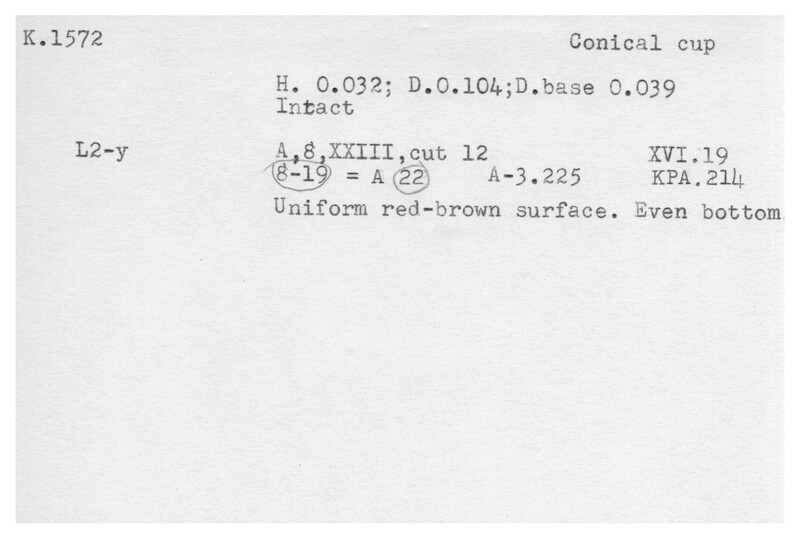 K.1572 Conical cup
H. 0.032; D.0.104;D.base 0.039
Intact
L2-y A,8,XXIII,cut 12 XVI.19
8-19 = A 22 A-3.225 KPA.214
Uniform red-brown surface. Even bottom